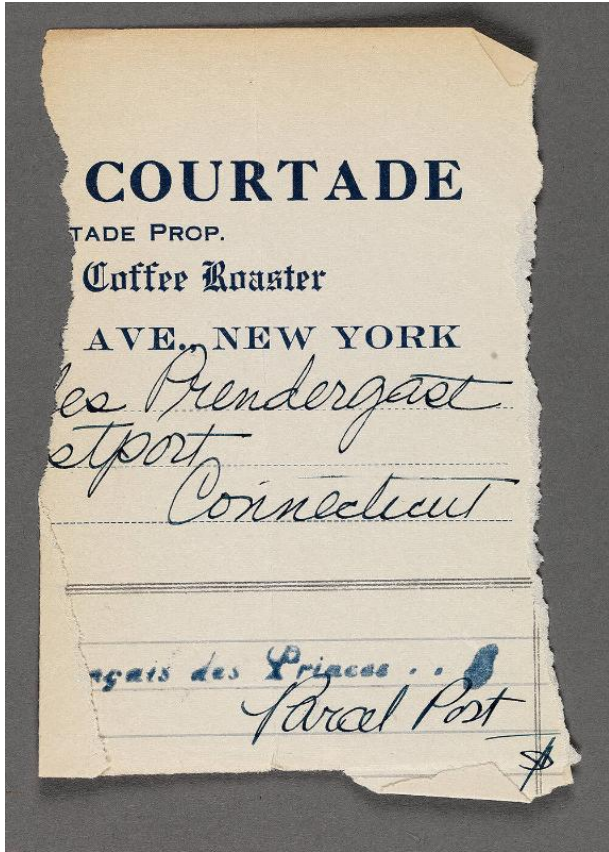 COURTADE
TADE PROP.
Coffee Roaster
AVE., NEW YORK
les Prendergast
stport
Connecticut
nçais des Princes . .
Parcel Post